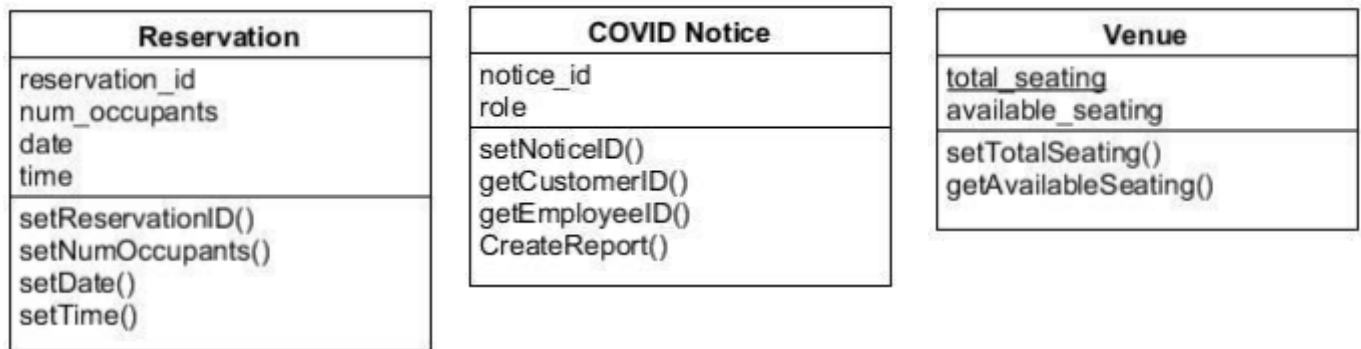 Reservation
reservation_id
num_occupants
date
time
setReservationID()
setNumOccupants()
setDate()
setTime()
COVID Notice
notice_id
role
setNoticeID()
getCustomerID()
getEmployeeID()
CreateReport()
Venue
total_seating
available_seating
setTotalSeating()
getAvailableSeating()